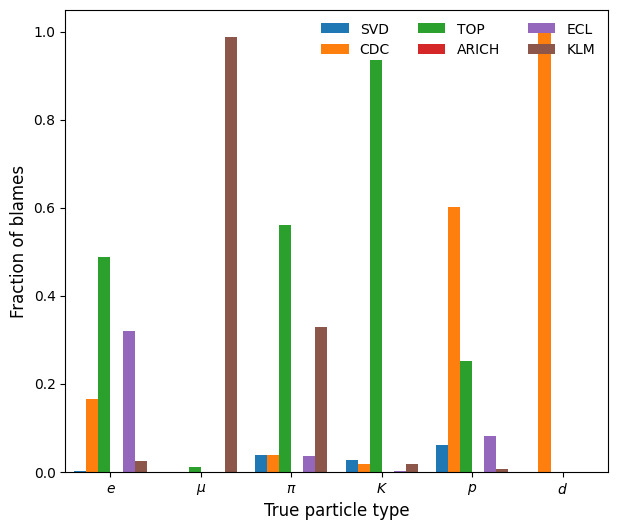 SVD TOP ECL
CDC ARICH KLM
1.0
0.8
0.6
0.4
0.2
0.0
Fraction of blames
e μ π K p d
True particle type